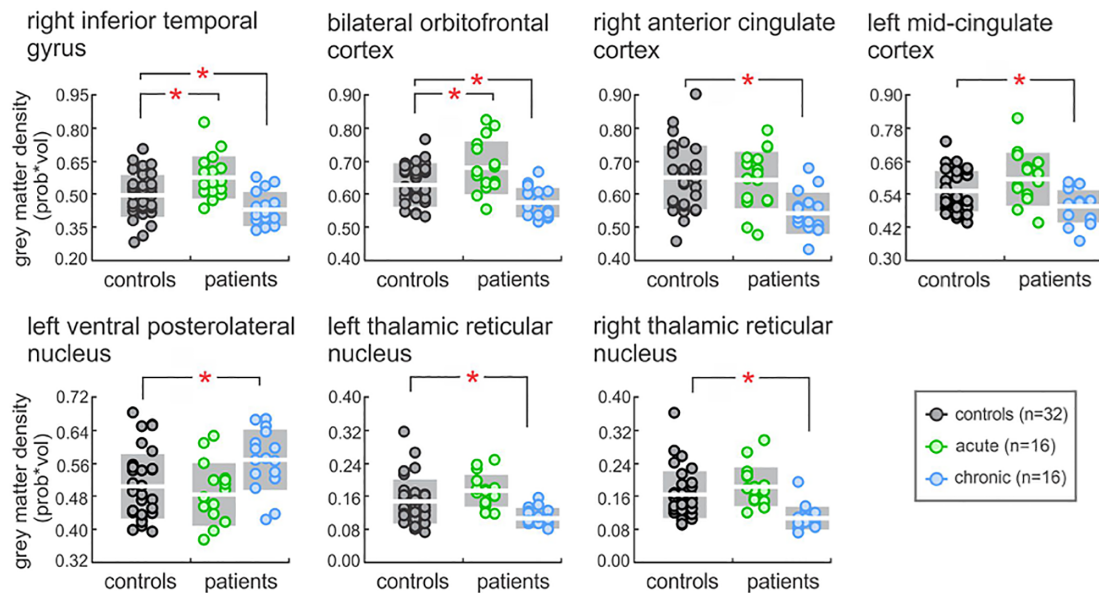 right inferior temporal
gyrus
bilateral orbitofrontal
cortex
right anterior cingulate
cortex
left mid-cingulate
cortex
grey matter density
(prob*vol)
0.95
0.80
0.65
0.50
0.35
0.20
*
*
controls
patients
0.90
0.80
0.70
0.60
0.50
0.40
*
*
controls
patients
0.90
0.80
0.70
0.60
0.50
0.40
*
controls
patients
0.90
0.78
0.66
0.54
0.42
0.30
*
controls
patients
left ventral posterolateral
nucleus
left thalamic reticular
nucleus
right thalamic reticular
nucleus
grey matter density
(prob*vol)
0.72
0.64
0.56
0.48
0.40
0.32
*
controls
patients
0.40
0.32
0.24
0.16
0.08
0.00
*
controls
patients
0.40
0.32
0.24
0.16
0.08
0.00
*
controls
patients
controls (n=32)
acute (n=16)
chronic (n=16)